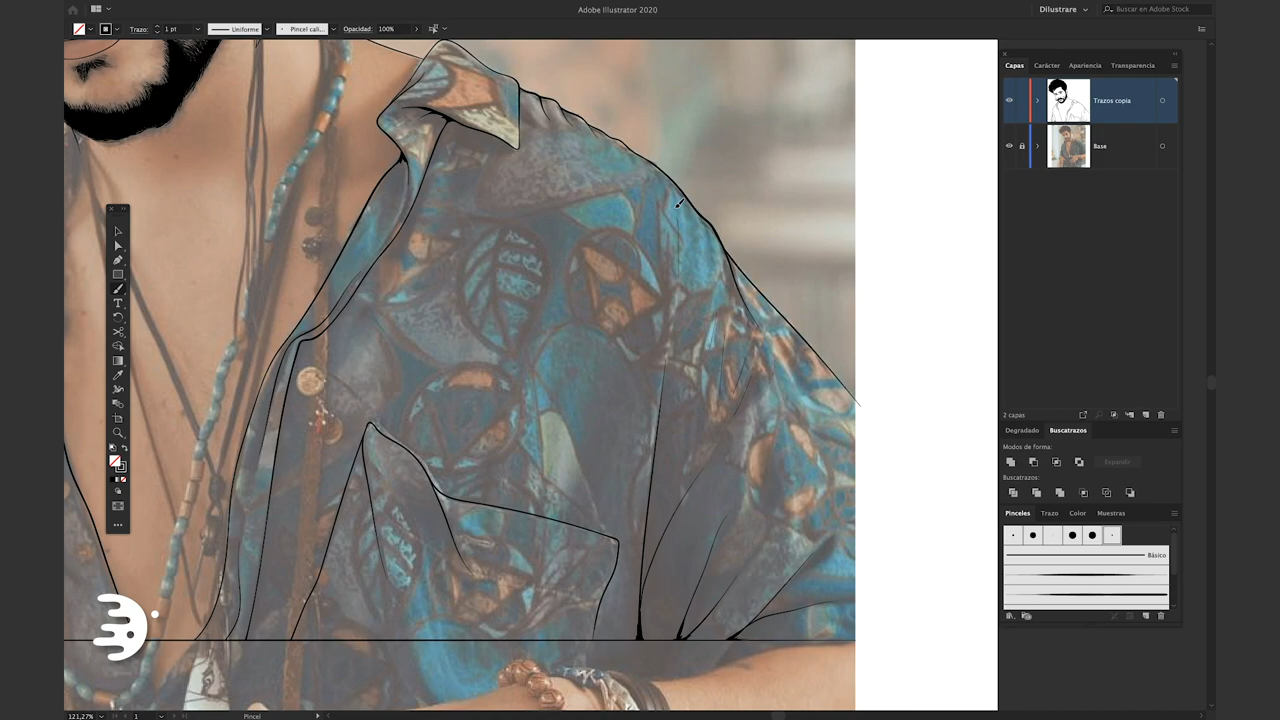 Adobe Illustrator 2020
Dilustrare
Buscar en Adobe Stock
Trazo:
1 pt
Uniforme
Pincel cali...
Opacidad:
100%
Capas
Carácter
Apariencia
Transparencia
Trazos copia
Base
2 capas
Degradado
Buscatrazos
Modos de forma:
Expandir
Buscatrazos:
Pinceles
Trazo
Color
Muestras
Básico
121,27%
1
Pincel